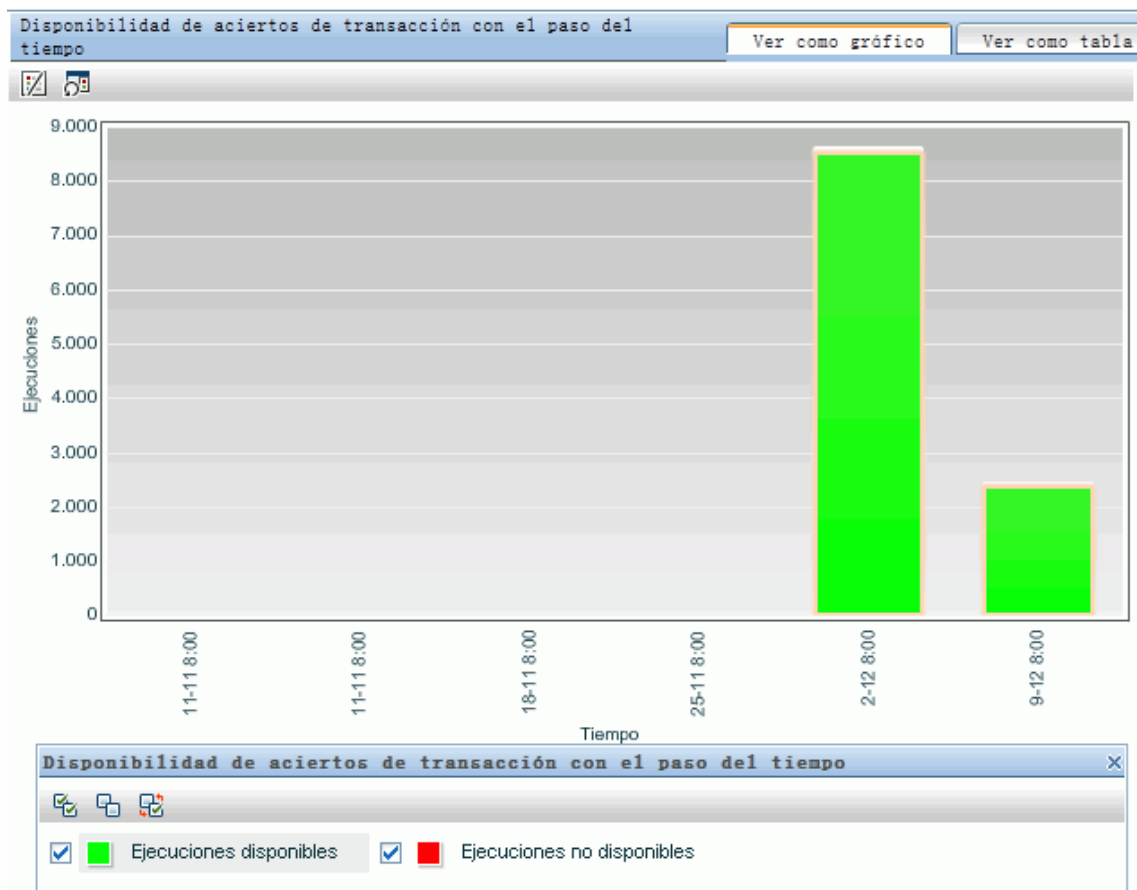 Disponibilidad de aciertos de transacción con el paso del
tiempo
Ver como gráfico
Ver como tabla
9.000
8.000
7.000
6.000
5.000
4.000
3.000
2.000
1.000
0
Ejecuciones
11-11 8:00
11-11 8:00
18-11 8:00
25-11 8:00
2-12 8:00
9-12 8:00
Tiempo
Disponibilidad de aciertos de transacción con el paso del tiempo
Ejecuciones disponibles
Ejecuciones no disponibles